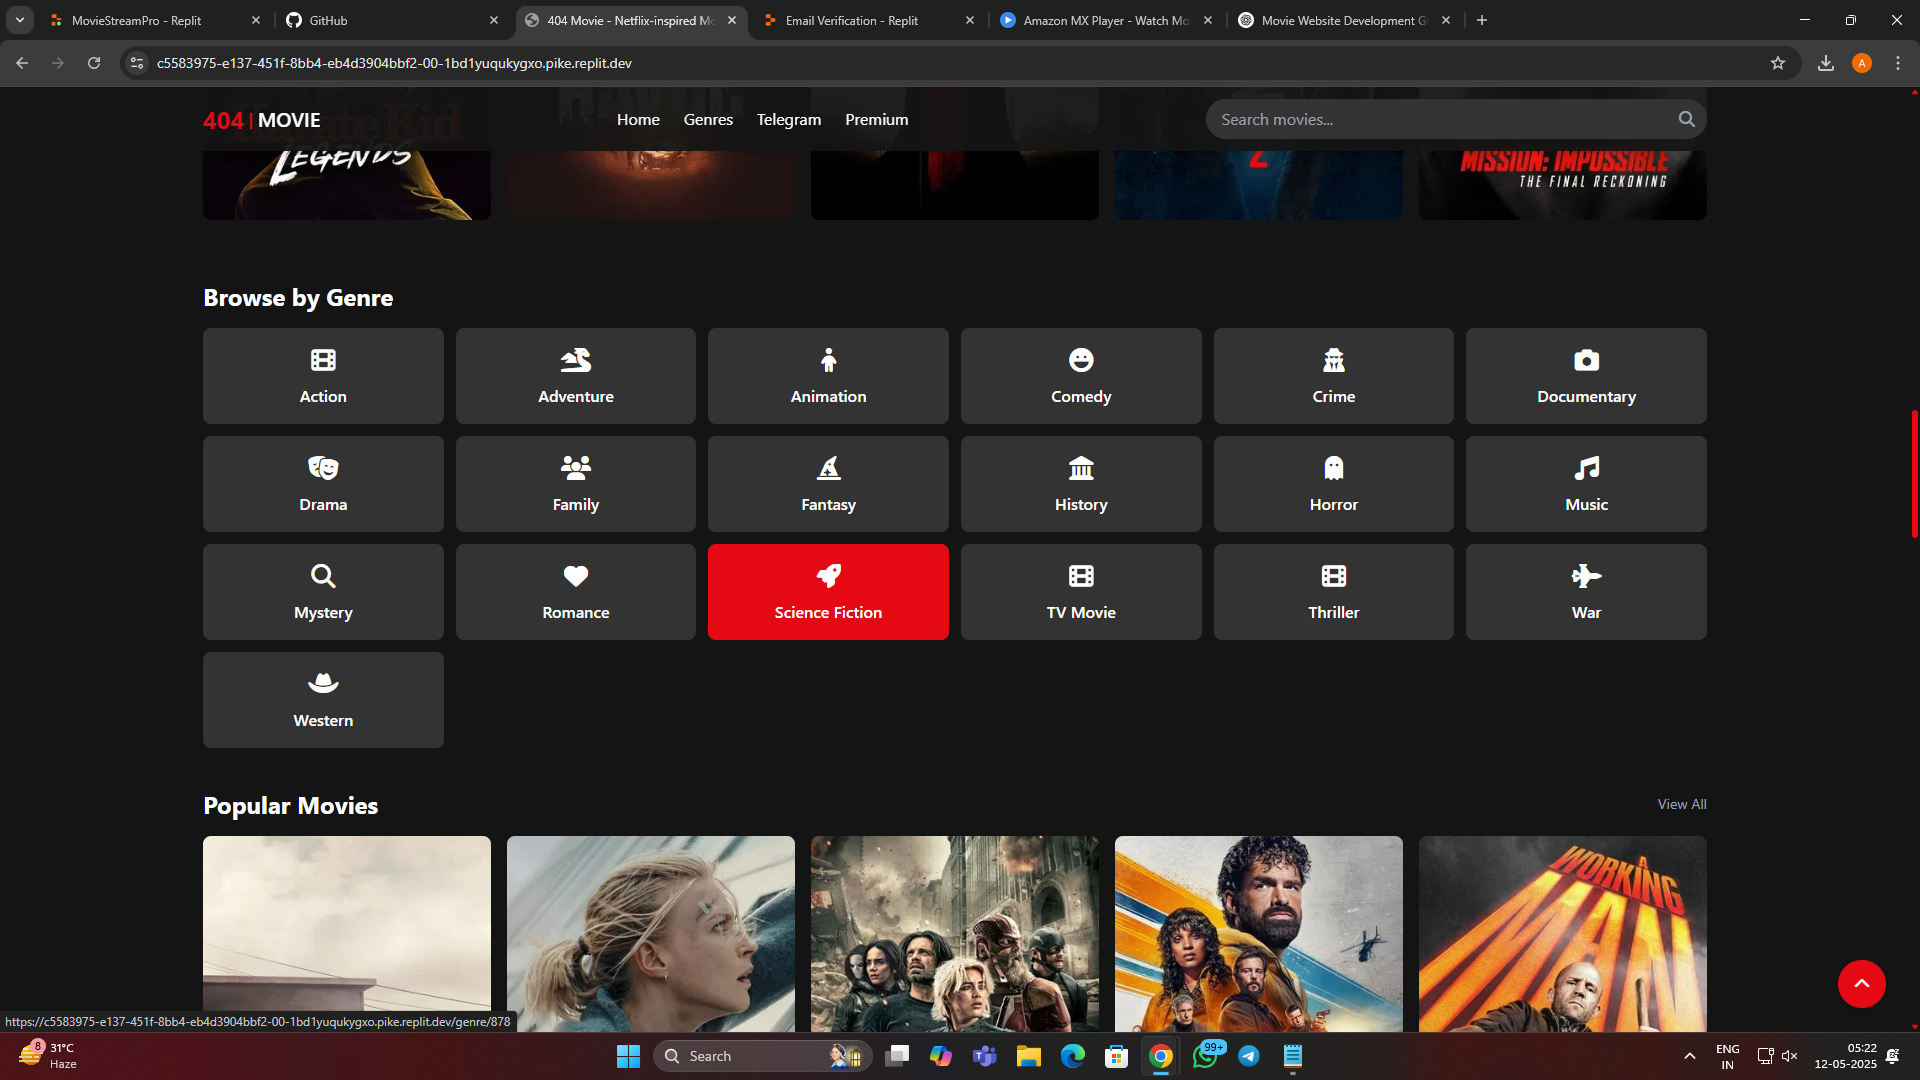 MovieStreamPro - Replit
GitHub
404 Movie - Netflix-inspired Mo
Email Verification - Replit
Amazon MX Player - Watch Mo
Movie Website Development G
c5583975-e137-451f-8bb4-eb4d3904bbf2-00-1bd1yuqukygxo.pike.replit.dev
A
404 | MOVIE
Home
Genres
Telegram
Premium
Search movies...
Karate Kid
LEGENDS
HAVOC
2
MISSION: IMPOSSIBLE
THE FINAL RECKONING
Browse by Genre
Action
Adventure
Animation
Comedy
Crime
Documentary
Drama
Family
Fantasy
History
Horror
Music
Mystery
Romance
Science Fiction
TV Movie
Thriller
War
Western
Popular Movies
View All
A
WORKING
MAN
https://c5583975-e137-451f-8bb4-eb4d3904bbf2-00-1bd1yuqukygxo.pike.replit.dev/genre/878
8
31°C
Haze
Search
99+
ENG
IN
05:22
12-05-2025